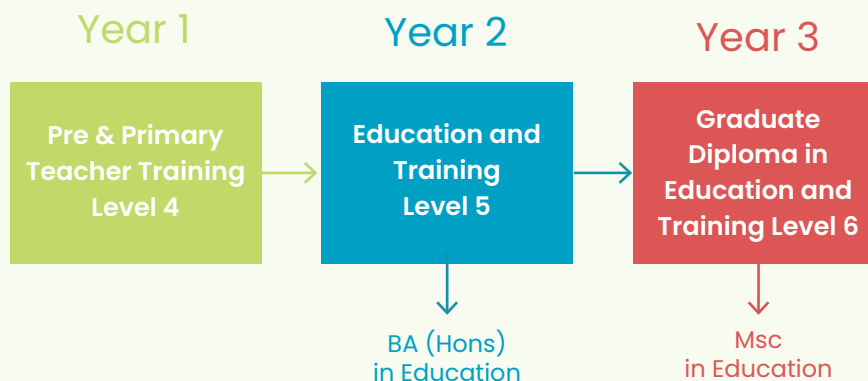 Year 1
Year 2
Year 3
Pre & Primary
Teacher Training
Level 4
Education and
Training
Level 5
Graduate
Diploma in
Education and
Training Level 6
BA (Hons)
in Education
Msc
in Education